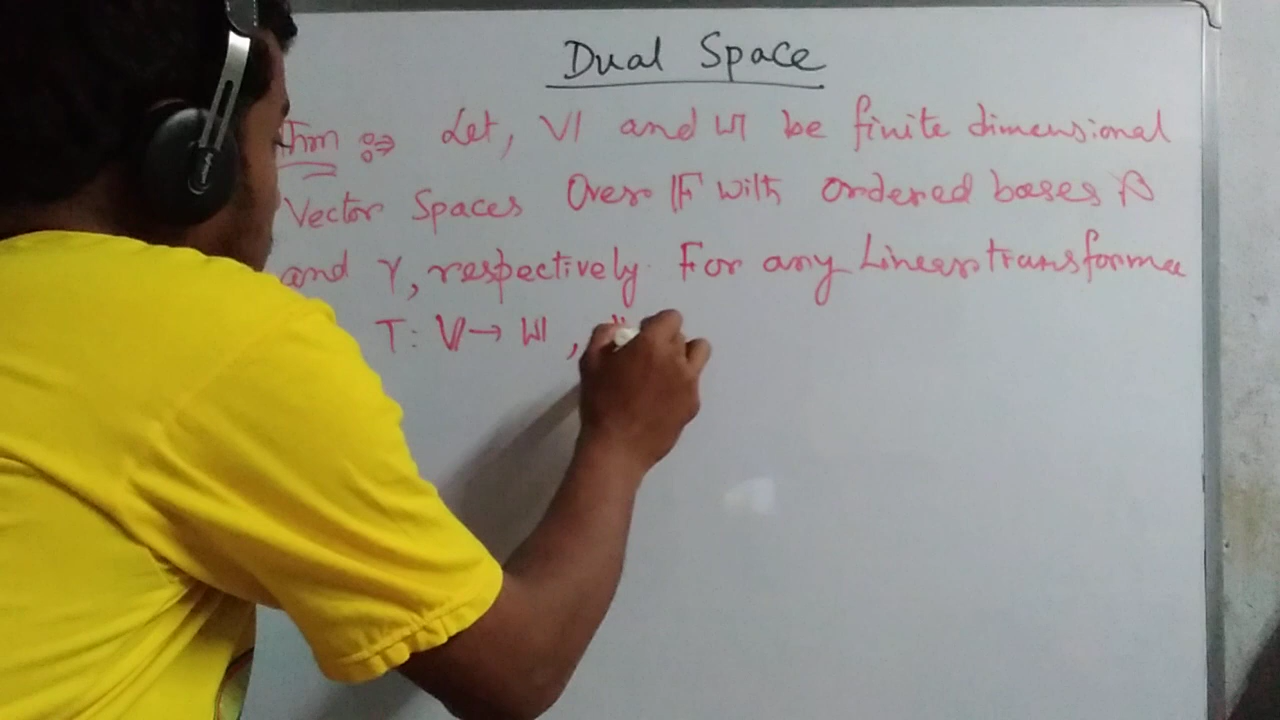 Dual Space
Thm :⇒ Let, V and W be finite dimensional
Vector Spaces Over F with ordered bases β
and γ, respectively. For any Linear transforma
T: V → W ,